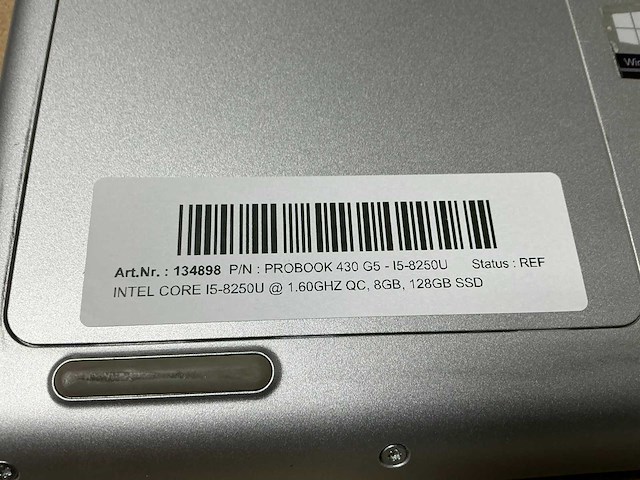 Win
Art.Nr. : 134898 P/N : PROBOOK 430 G5 - I5-8250U Status : REF
INTEL CORE I5-8250U @ 1.60GHZ QC, 8GB, 128GB SSD